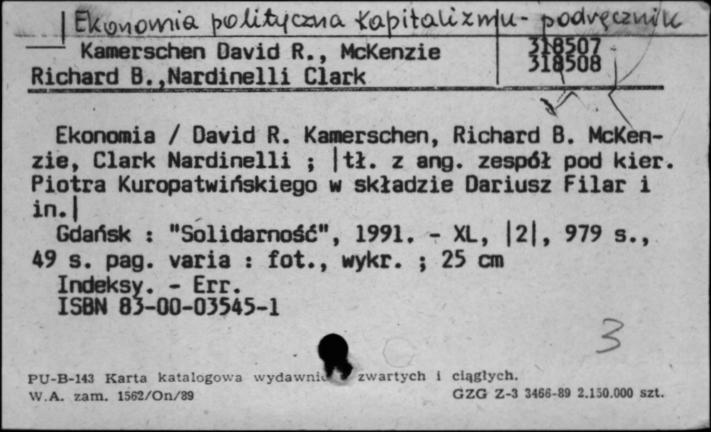 Ekonomia polityczna kapitalizmu - podręcznik
Kamerschen David R., McKenzie
Richard B.,Nardinelli Clark
318507
318508
Ekonomia / David R. Kamerschen, Richard B. McKen-
zie, Clark Nardinelli ; |tł. z ang. zespół pod kier.
Piotra Kuropatwińskiego w składzie Dariusz Filar i
in.|
Gdańsk : "Solidarność", 1991. - XL, |2|, 979 s.,
49 s. pag. varia : fot., wykr. ; 25 cm
Indeksy. - Err.
ISBN 83-00-03545-1
3
PU-B-143 Karta katalogowa wydawnic zwartych i ciągłych.
W.A. zam. 1562/On/89 GZG Z-3 3466-89 2.150.000 szt.